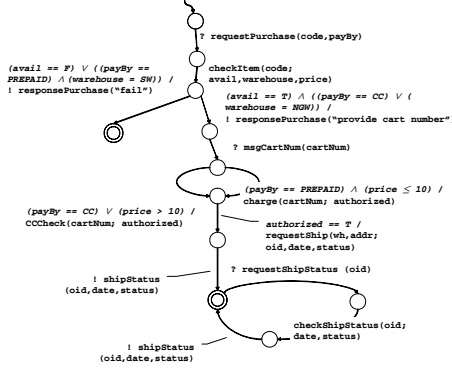 ? requestPurchase(code,payBy)
(avail == F) ∨ ((payBy ==
PREPAID) ∧ (warehouse = SW)) /
! responsePurchase("fail")
checkItem(code;
avail,warehouse,price)
(avail == T) ∧ ((payBy == CC) ∨ (
warehouse = NGW)) /
! responsePurchase("provide cart number")
? msgCartNum(cartNum)
(payBy == PREPAID) ∧ (price ≤ 10) /
charge(cartNum; authorized)
(payBy == CC) ∨ (price > 10) /
CCCheck(cartNum; authorized)
authorized == T /
requestShip(wh,addr;
oid,date,status)
! shipStatus
(oid,date,status)
? requestShipStatus (oid)
checkShipStatus(oid;
date,status)
! shipStatus
(oid,date,status)